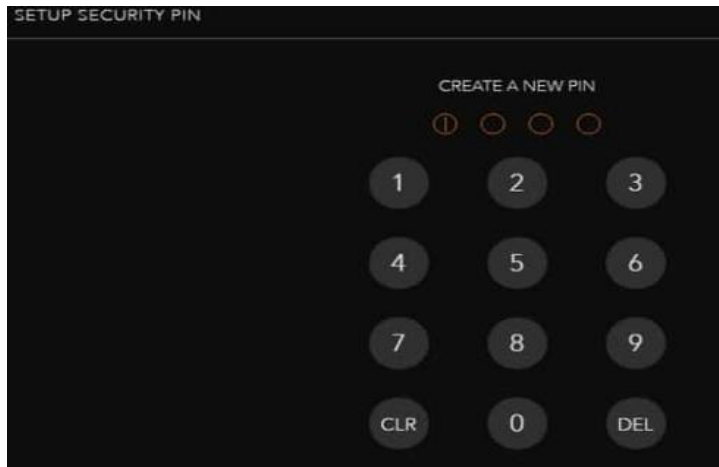 SETUP SECURITY PIN
CREATE A NEW PIN
1 2 3
4 5 6
7 8 9
CLR 0 DEL